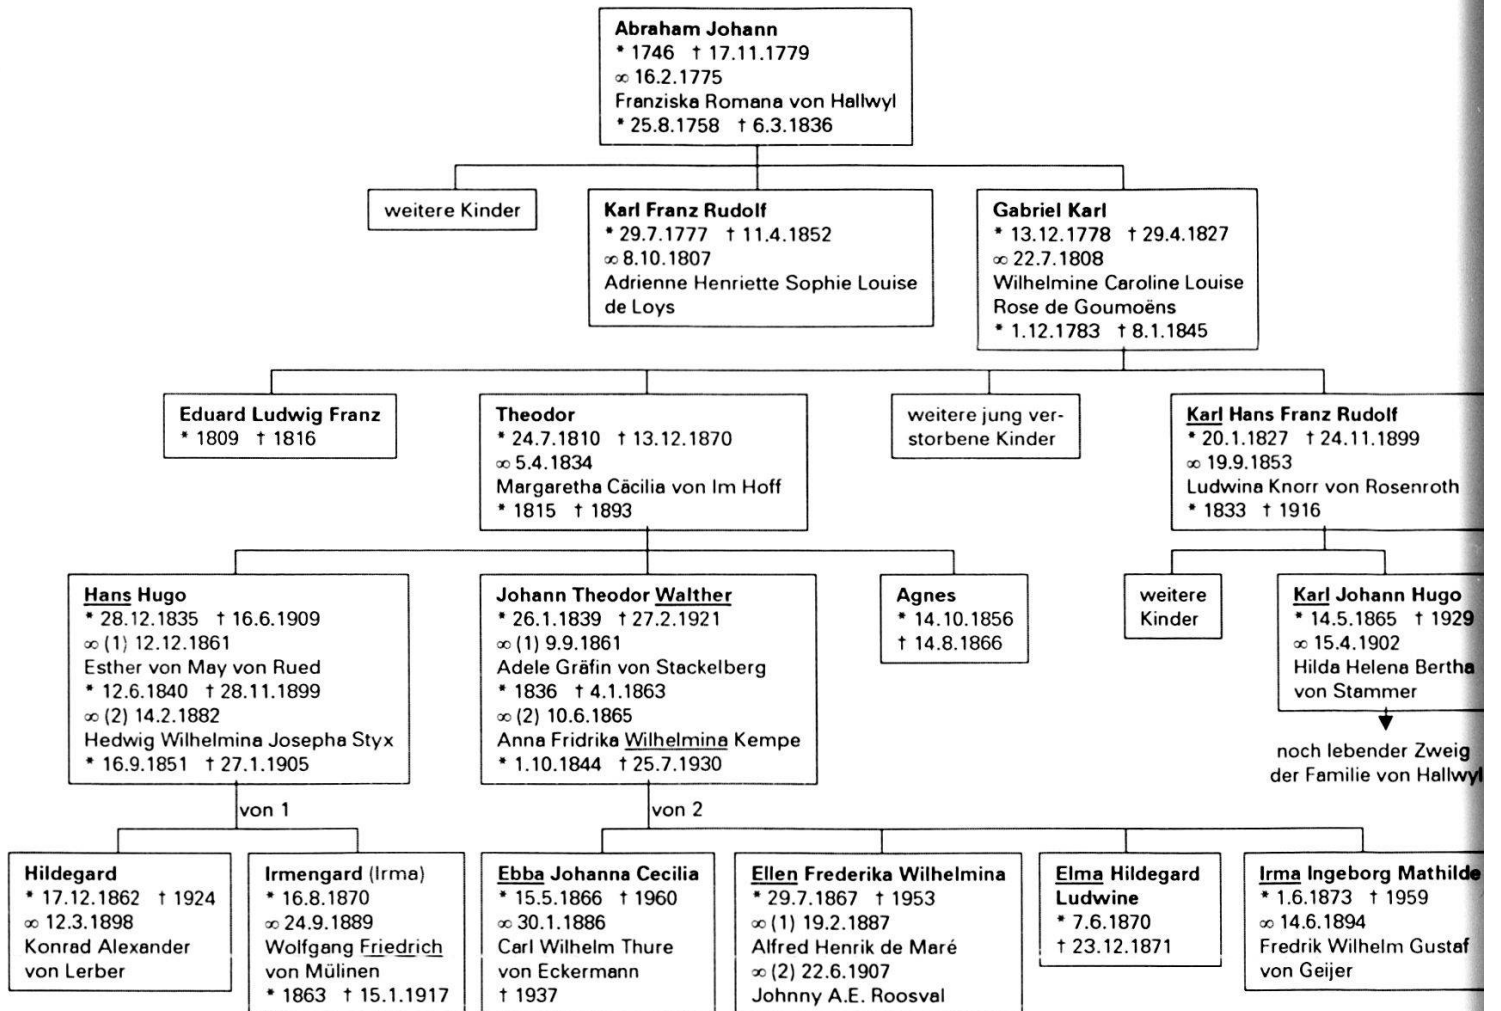 Abraham Johann
* 1746 † 17.11.1779
∞ 16.2.1775
Franziska Romana von Hallwyl
* 25.8.1758 † 6.3.1836
weitere Kinder
Karl Franz Rudolf
* 29.7.1777 † 11.4.1852
∞ 8.10.1807
Adrienne Henriette Sophie Louise
de Loys
Gabriel Karl
* 13.12.1778 † 29.4.1827
∞ 22.7.1808
Wilhelmine Caroline Louise
Rose de Goumoëns
* 1.12.1783 † 8.1.1845
Eduard Ludwig Franz
* 1809 † 1816
Theodor
* 24.7.1810 † 13.12.1870
∞ 5.4.1834
Margaretha Cäcilia von Im Hoff
* 1815 † 1893
weitere jung ver-
storbene Kinder
Karl Hans Franz Rudolf
* 20.1.1827 † 24.11.1899
∞ 19.9.1853
Ludwina Knorr von Rosenroth
* 1833 † 1916
Hans Hugo
* 28.12.1835 † 16.6.1909
∞ (1) 12.12.1861
Esther von May von Rued
* 12.6.1840 † 28.11.1899
∞ (2) 14.2.1882
Hedwig Wilhelmina Josepha Styx
* 16.9.1851 † 27.1.1905
Johann Theodor Walther
* 26.1.1839 † 27.2.1921
∞ (1) 9.9.1861
Adele Gräfin von Stackelberg
* 1836 † 4.1.1863
∞ (2) 10.6.1865
Anna Fridrika Wilhelmina Kempe
* 1.10.1844 † 25.7.1930
Agnes
* 14.10.1856
† 14.8.1866
weitere
Kinder
Karl Johann Hugo
* 14.5.1865 † 1929
∞ 15.4.1902
Hilda Helena Bertha
von Stammer
noch lebender Zweig
der Familie von Hallwyl
von 1
von 2
Hildegard
* 17.12.1862 † 1924
∞ 12.3.1898
Konrad Alexander
von Lerber
Irmengard (Irma)
* 16.8.1870
∞ 24.9.1889
Wolfgang Friedrich
von Mülinen
* 1863 † 15.1.1917
Ebba Johanna Cecilia
* 15.5.1866 † 1960
∞ 30.1.1886
Carl Wilhelm Thure
von Eckermann
† 1937
Ellen Frederika Wilhelmina
* 29.7.1867 † 1953
∞ (1) 19.2.1887
Alfred Henrik de Maré
∞ (2) 22.6.1907
Johnny A.E. Roosval
Elma Hildegard
Ludwine
* 7.6.1870
† 23.12.1871
Irma Ingeborg Mathilde
* 1.6.1873 † 1959
∞ 14.6.1894
Fredrik Wilhelm Gustaf
von Geijer